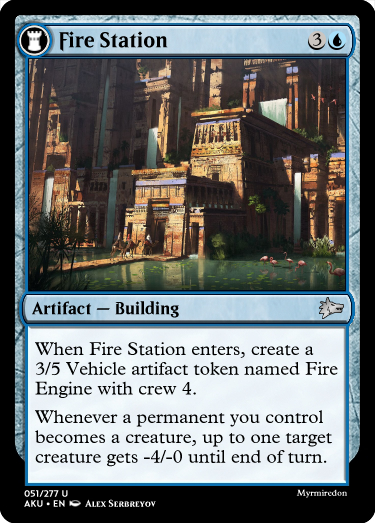 Fire Station 3
Artifact — Building
When Fire Station enters, create a
3/5 Vehicle artifact token named Fire
Engine with crew 4.
Whenever a permanent you control
becomes a creature, up to one target
creature gets -4/-0 until end of turn.
051/277 U
AKU • EN Alex Serbreyov
Myrmiredon